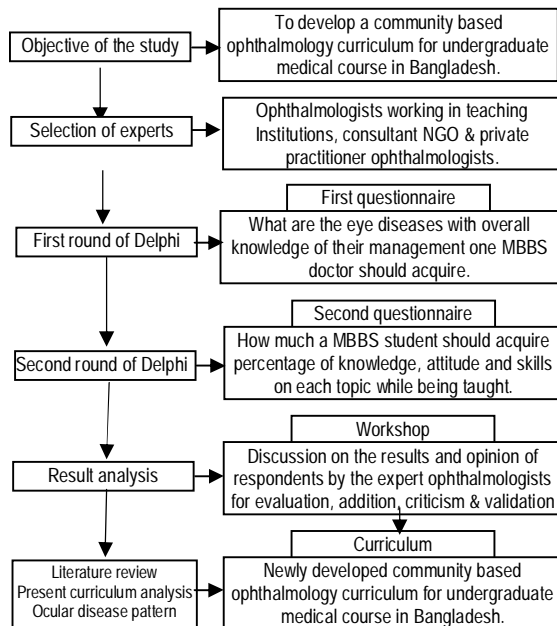 Objective of the study
To develop a community based
ophthalmology curriculum for undergraduate
medical course in Bangladesh.
Selection of experts
Ophthalmologists working in teaching
Institutions, consultant NGO & private
practitioner ophthalmologists.
First questionnaire
First round of Delphi
What are the eye diseases with overall
knowledge of their management one MBBS
doctor should acquire.
Second questionnaire
Second round of Delphi
How much a MBBS student should acquire
percentage of knowledge, attitude and skills
on each topic while being taught.
Workshop
Result analysis
Discussion on the results and opinion of
respondents by the expert ophthalmologists
for evaluation, addition, criticism & validation
Curriculum
Literature review
Present curriculum analysis
Ocular disease pattern
Newly developed community based
ophthalmology curriculum for undergraduate
medical course in Bangladesh.